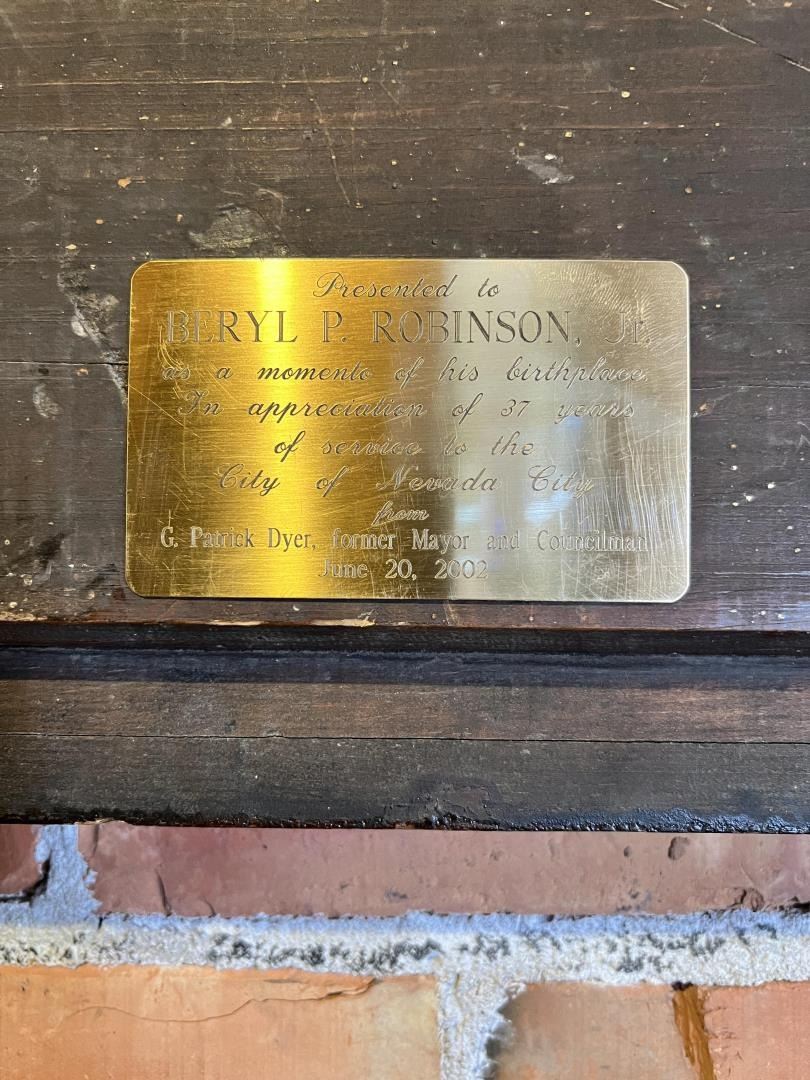 Presented to
BERYL P. ROBINSON, Jr.
as a momento of his birthplace.
In appreciation of 37 years
of service to the
City of Nevada City
from
G. Patrick Dyer, former Mayor and Councilman
June 20, 2002